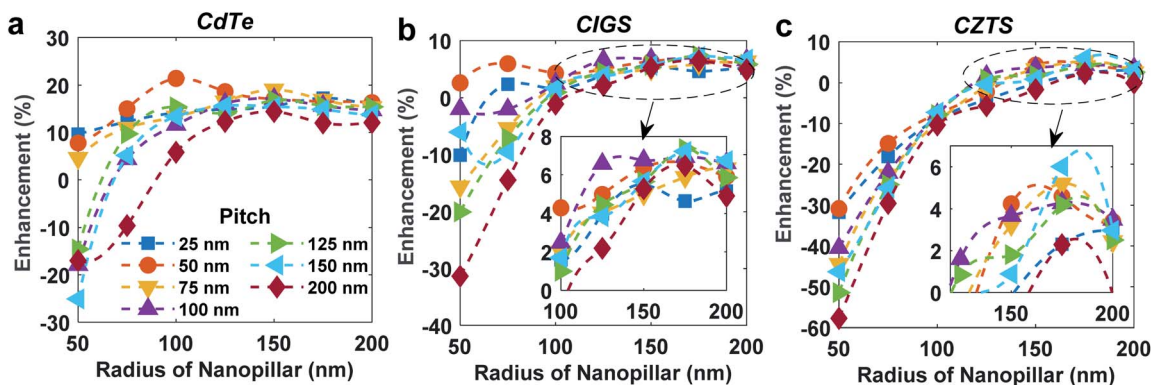 a
CdTe
Enhancement (%)
30
20
10
0
-10
-20
-30
Pitch
25 nm
50 nm
75 nm
100 nm
125 nm
150 nm
200 nm
50
100
150
200
Radius of Nanopillar (nm)
b
CIGS
Enhancement (%)
10
0
-10
-20
-30
-40
8
6
4
2
0
100
150
200
50
100
150
200
Radius of Nanopillar (nm)
c
CZTS
Enhancement (%)
10
0
-10
-20
-30
-40
-50
-60
6
4
2
0
150
200
50
100
150
200
Radius of Nanopillar (nm)